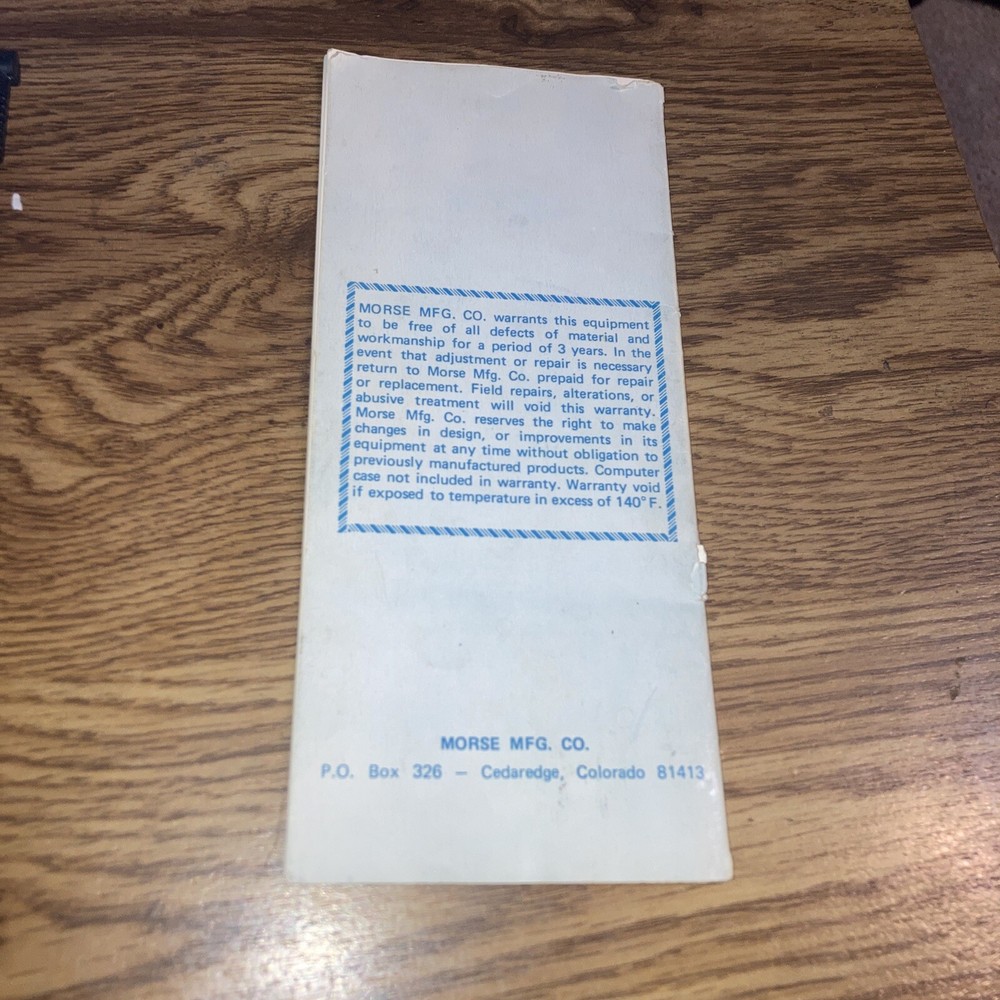 MORSE MFG. CO. warrants this equipment
to be free of all defects of material and
workmanship for a period of 3 years. In the
event that adjustment or repair is necessary
return to Morse Mfg. Co. prepaid for repair
or replacement. Field repairs, alterations, or
abusive treatment will void this warranty.
Morse Mfg. Co. reserves the right to make
changes in design, or improvements in its
equipment at any time without obligation to
previously manufactured products. Computer
case not included in warranty. Warranty void
if exposed to temperature in excess of 140° F.
MORSE MFG. CO.
P.O. Box 326 — Cedaredge, Colorado 81413